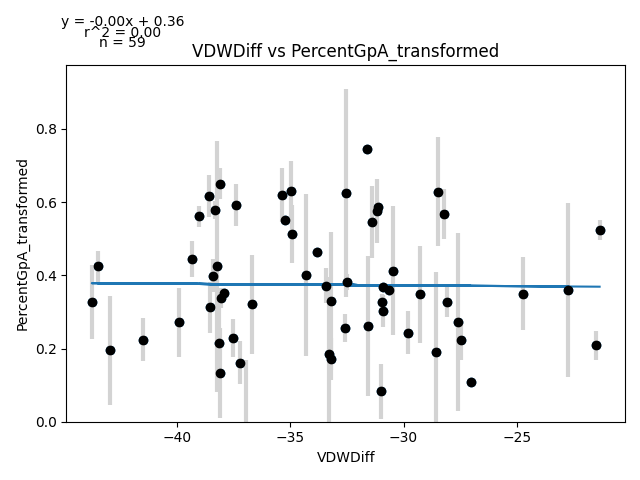 y = -0.00x + 0.36
r^2 = 0.00
n = 59
VDWDiff vs PercentGpA_transformed
PercentGpA_transformed
0.8
0.6
0.4
0.2
0.0
−40
−35
−30
−25
VDWDiff